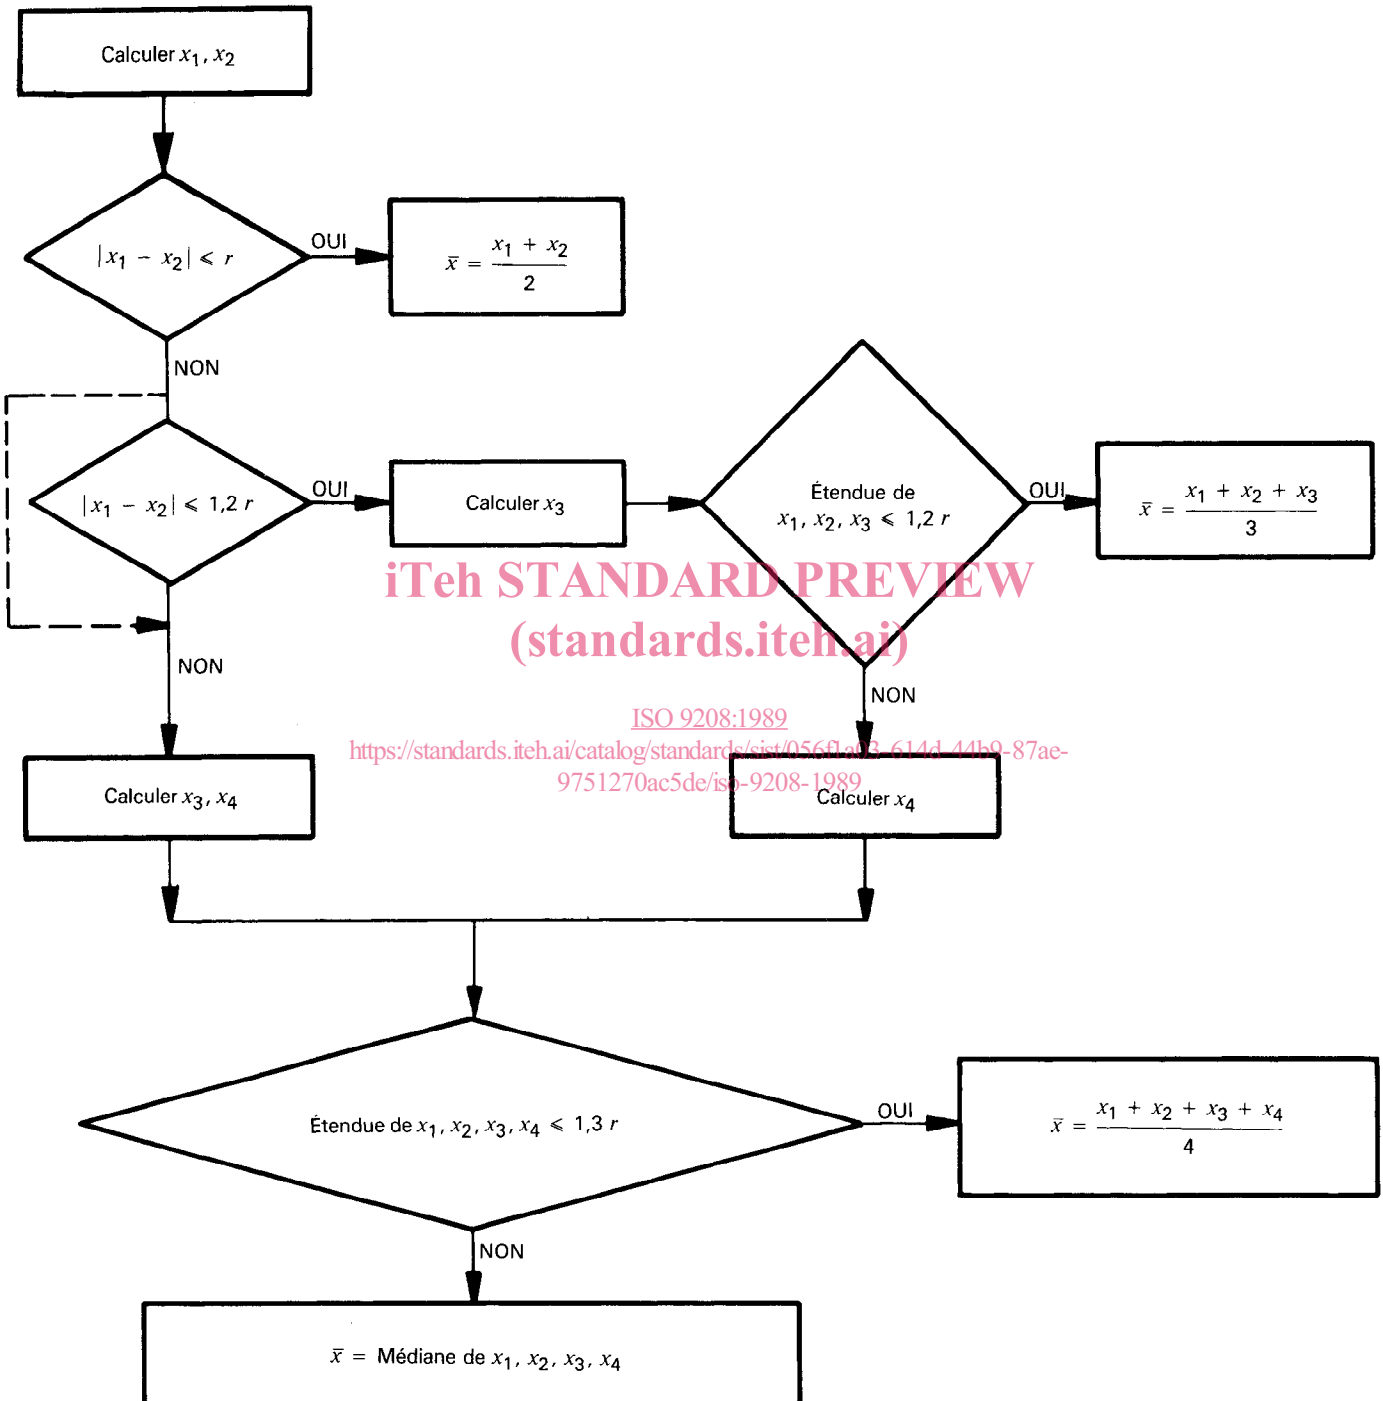 Calculer x₁, x₂
|x₁ − x₂| ⩽ r
OUI
x̄ = (x₁ + x₂)/2
NON
|x₁ − x₂| ⩽ 1,2 r
OUI
Calculer x₃
Étendue de
x₁, x₂, x₃ ⩽ 1,2 r
OUI
x̄ = (x₁ + x₂ + x₃)/3
iTeh STANDARD PREVIEW
(standards.iteh.ai)
NON
NON
ISO 9208:1989
https://standards.iteh.ai/catalog/standards/sist/056f1a03-614d-44b9-87ae-
9751270ac5de/iso-9208-1989
Calculer x₃, x₄
Calculer x₄
Étendue de x₁, x₂, x₃, x₄ ⩽ 1,3 r
OUI
x̄ = (x₁ + x₂ + x₃ + x₄)/4
NON
x̄ = Médiane de x₁, x₂, x₃, x₄